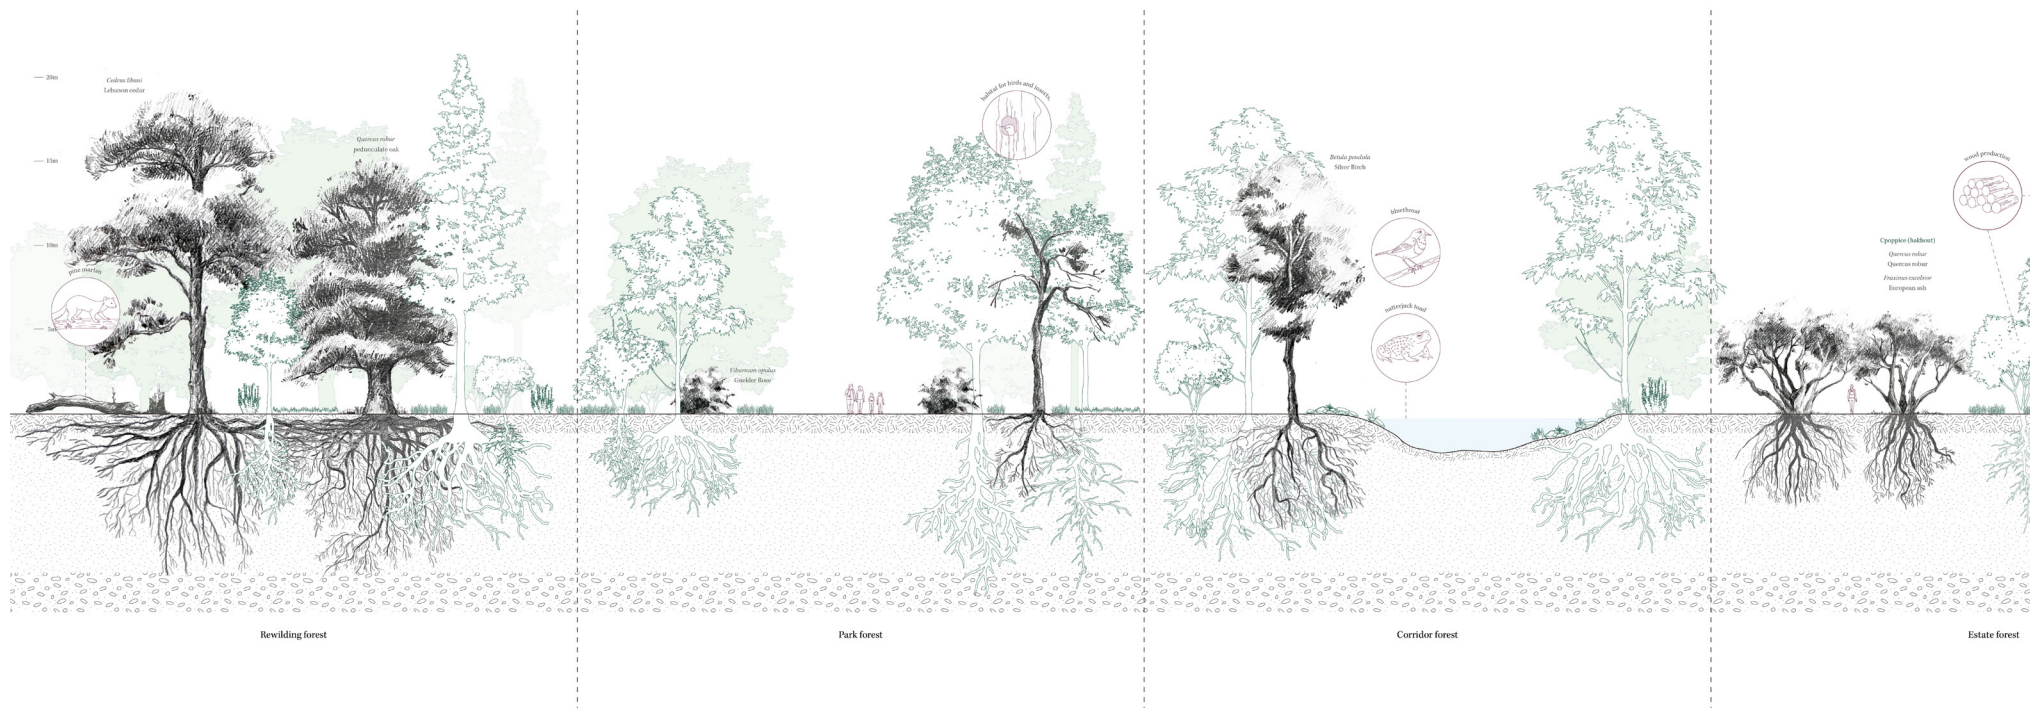 20m
15m
10m
5m
Cedrus libani
Lebanon cedar
Quercus robur
pedunculate oak
pine marten
Viburnum opulus
Guelder Rose
habitat for birds and insects
Betula pendula
Silver Birch
bluethroat
natterjack toad
wood production
Cpoppice (hakhout)
Quercus robur
Quercus robur
Fraxinus excelsior
European ash
Rewilding forest
Park forest
Corridor forest
Estate forest